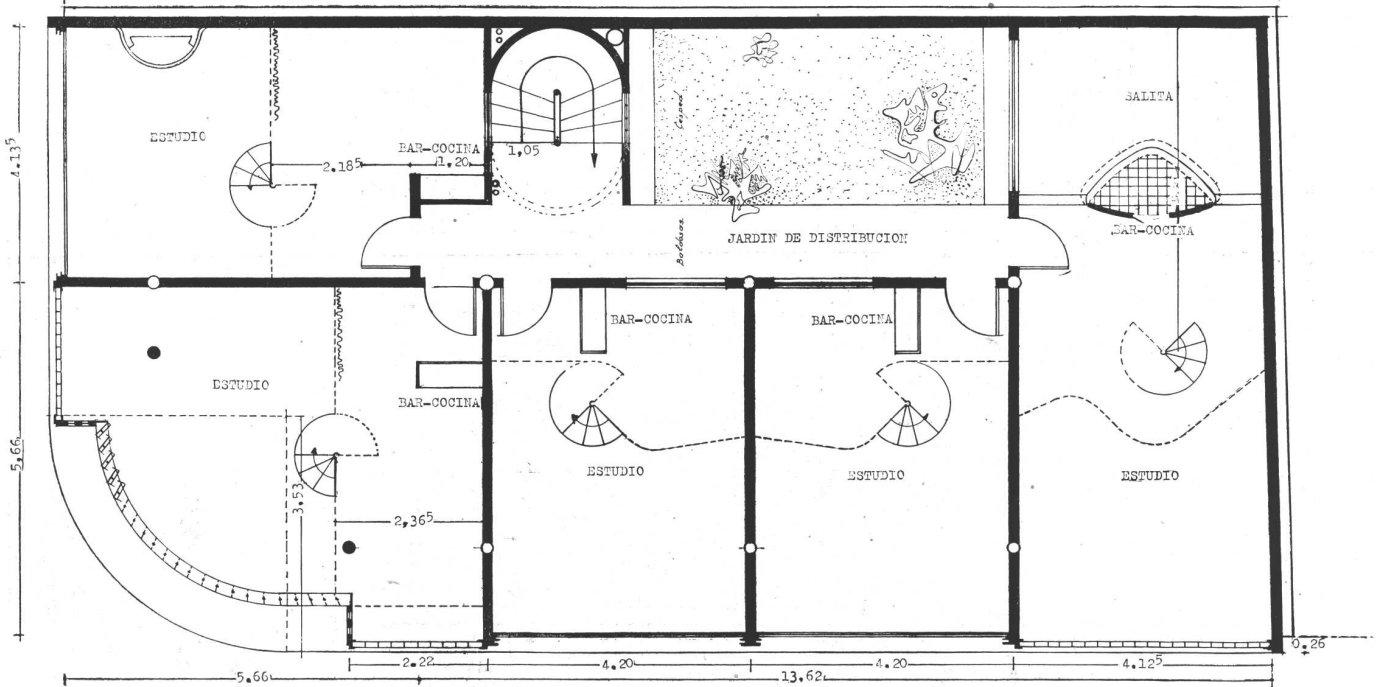 SALITA
4.13⁵
ESTUDIO
2.18⁵
BAR-COCINA
1,20
1,05
Cesped
BAR-COCINA
JARDIN DE DISTRIBUCION
Baldosas
BAR-COCINA
BAR-COCINA
ESTUDIO
BAR-COCINA
5,66
ESTUDIO
ESTUDIO
ESTUDIO
3,53
2,36⁵
0.26
2.22
4.20
4.20
4.12⁵
5.66
13.62